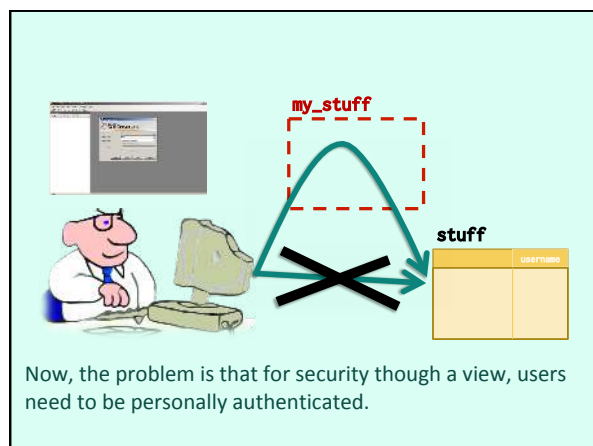 my_stuff
stuff
username
Now, the problem is that for security though a view, users
need to be personally authenticated.